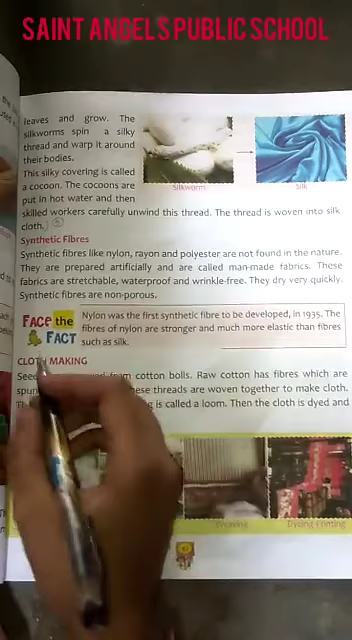 SAINT ANGELS PUBLIC SCHOOL
leaves and grow. The
silkworms spin a silky
thread and warp it around
their bodies.
This silky covering is called
a cocoon. The cocoons are
put in hot water and then
Silkworm
Silk
skilled workers carefully unwind this thread. The thread is woven into silk
cloth.
Synthetic Fibres
Synthetic fibres like nylon, rayon and polyester are not found in the nature.
They are prepared artificially and are called man-made fabrics. These
fabrics are stretchable, waterproof and wrinkle-free. They dry very quickly.
Synthetic fibres are non-porous.
FACE the
FACT
Nylon was the first synthetic fibre to be developed, in 1935. The
fibres of nylon are stronger and much more elastic than fibres
such as silk.
CLOTH MAKING
from cotton bolls. Raw cotton has fibres which are
these threads are woven together to make cloth.
is called a loom. Then the cloth is dyed and
Weaving
Dyeing Printing